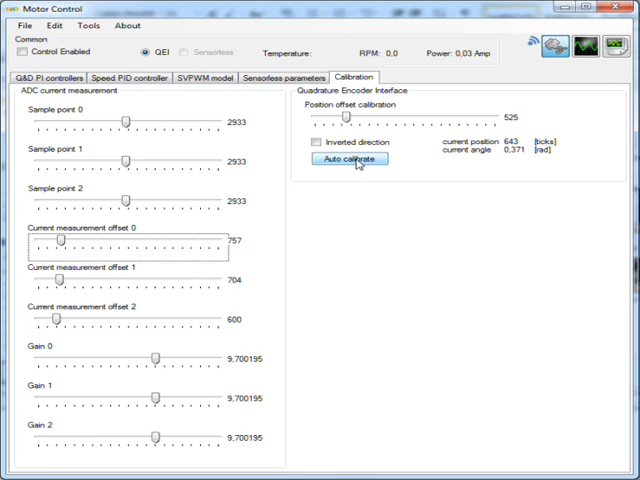 Motor Control
File Edit Tools About
Common
Control Enabled QEI Sensorless Temperature: RPM: 0.0 Power: 0,03 Amp
Q&D PI controllers Speed PID controller SVPWM model Sensorless parameters Calibration
ADC current measurement
Sample point 0
2933
Sample point 1
2933
Sample point 2
2933
Current measurement offset 0
757
Current measurement offset 1
704
Current measurement offset 2
600
Gain 0
9,700195
Gain 1
9,700195
Gain 2
9,700195
Quadrature Encoder Interface
Position offset calibration
525
Inverted direction current position 643 [ticks]
current angle 0.371 [rad]
Auto calibrate